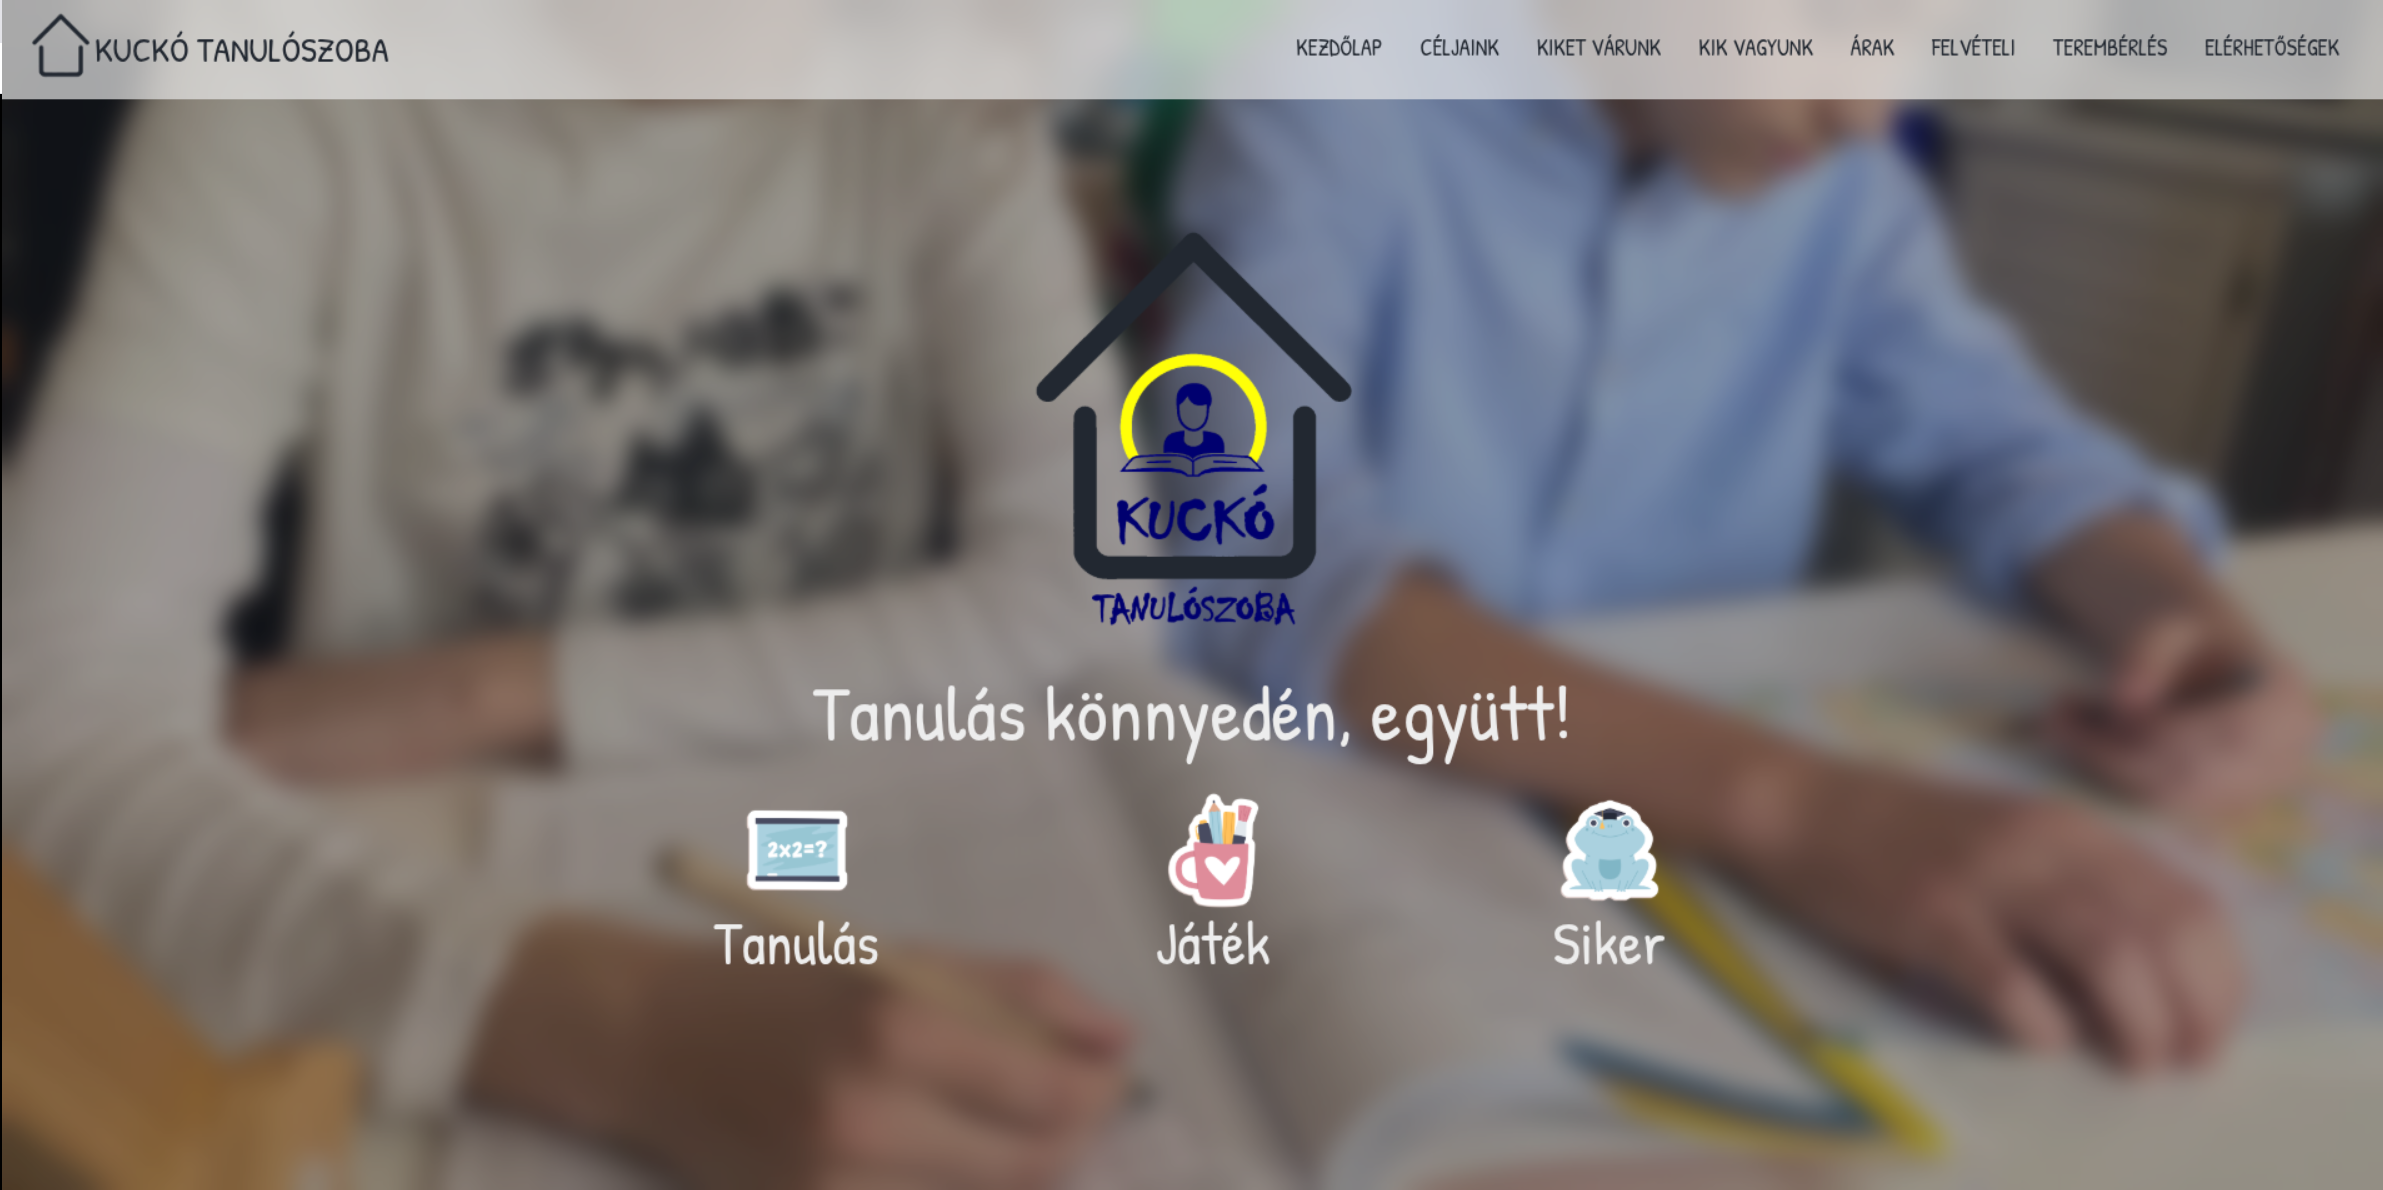 KUCKÓ TANULÓSZOBA
KEZDŐLAP CÉLJAINK KIKET VÁRUNK KIK VAGYUNK ÁRAK FELVÉTELI TEREMBÉRLÉS ELÉRHETŐSÉGEK
KUCKÓ
TANULÓSZOBA
Tanulás könnyedén, együtt!
2x2=?
Tanulás Játék Siker